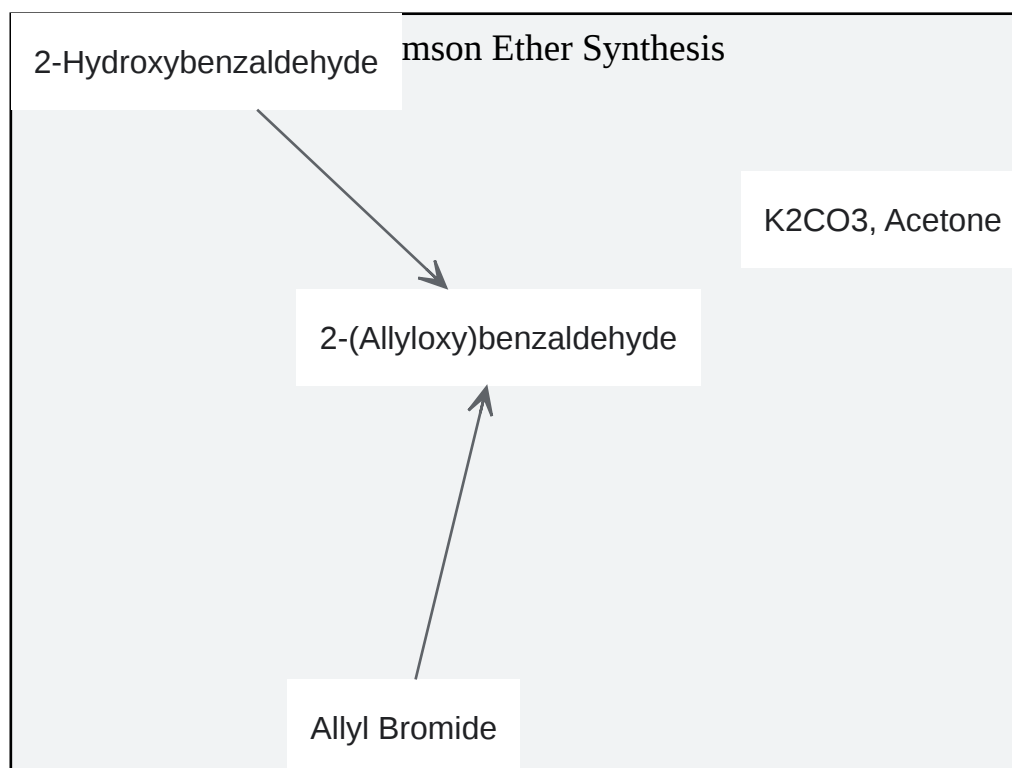 2-Hydroxybenzaldehyde
mson Ether Synthesis
K2CO3, Acetone
2-(Allyloxy)benzaldehyde
Allyl Bromide